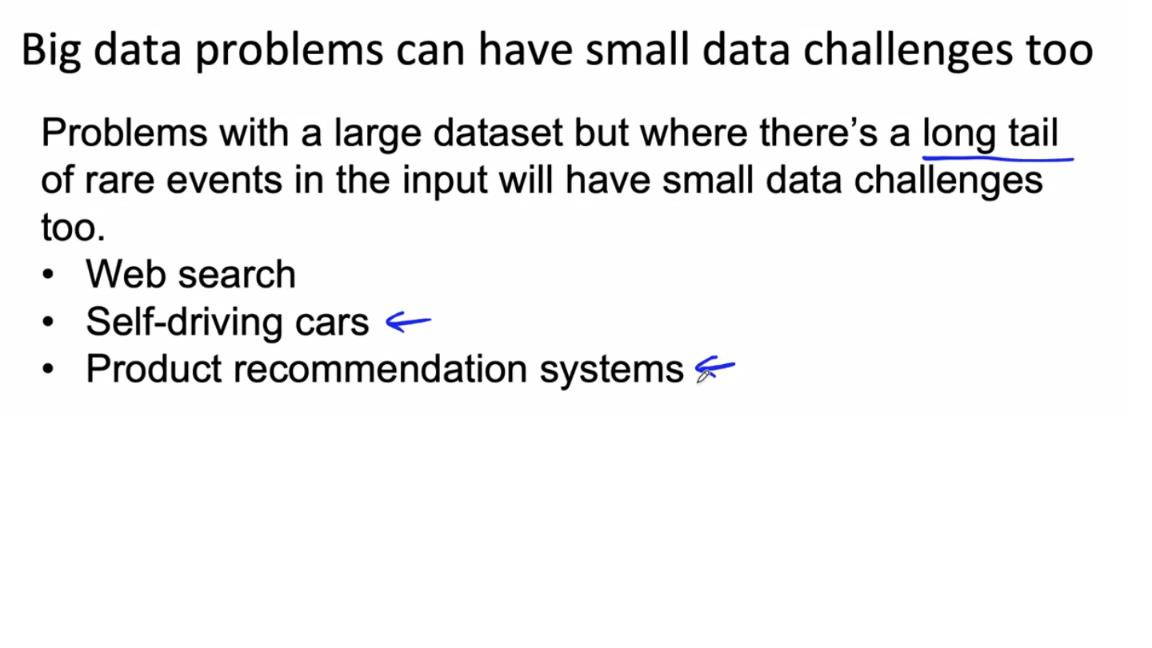 Big data problems can have small data challenges too
Problems with a large dataset but where there’s a long tail
of rare events in the input will have small data challenges
too.
• Web search
• Self-driving cars
• Product recommendation systems